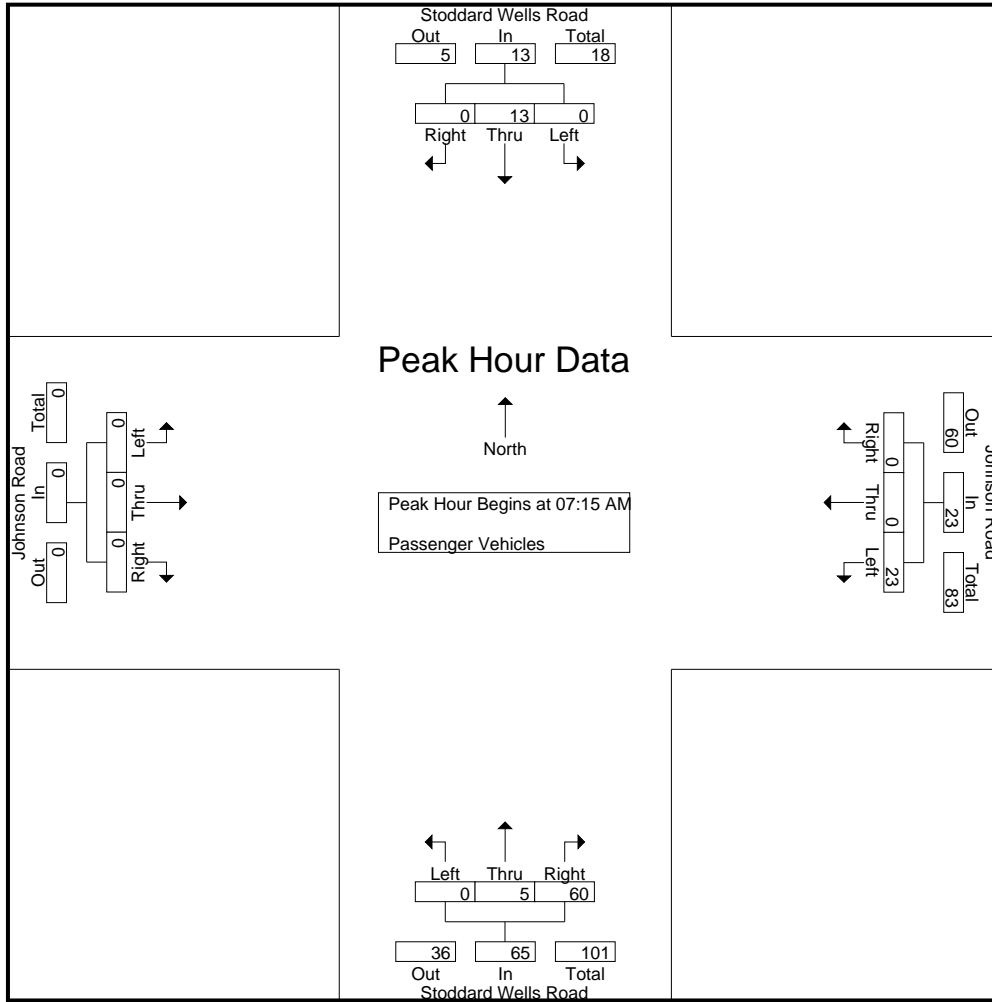 Stoddard Wells Road
Out In Total
5 13 18
0 13 0
Right Thru Left
Peak Hour Data
North
Peak Hour Begins at 07:15 AM
Passenger Vehicles
Johnson Road
Total In Out
0 0 0
0 0 0
Left Thru Right
Johnson Road
Out In Total
60 23 83
0 0 23
Right Thru Left
Left Thru Right
0 5 60
36 65 101
Out In Total
Stoddard Wells Road